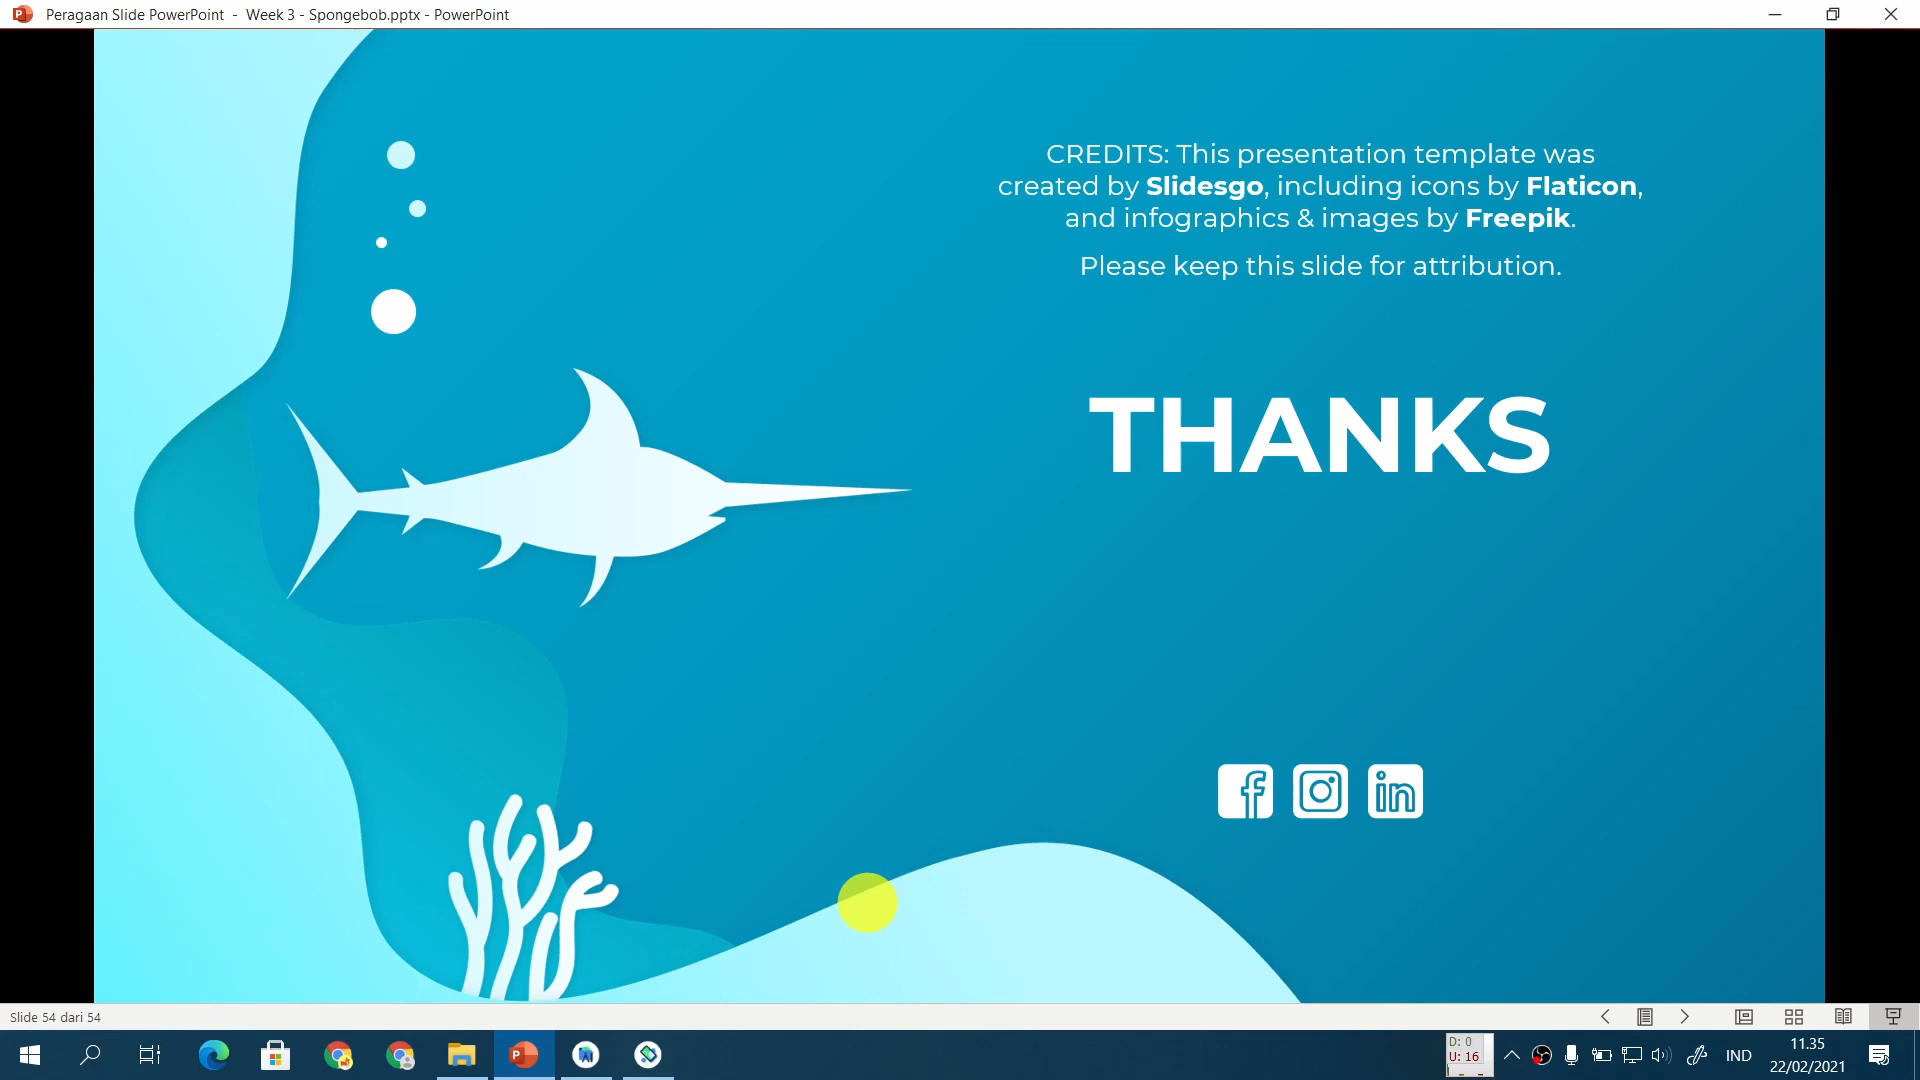 Peragaan Slide PowerPoint - Week 3 - Spongebob.pptx - PowerPoint
CREDITS: This presentation template was
created by Slidesgo, including icons by Flaticon,
and infographics & images by Freepik.
Please keep this slide for attribution.
THANKS
Slide 54 dari 54
D: 0
U: 16
IND
11.35
22/02/2021